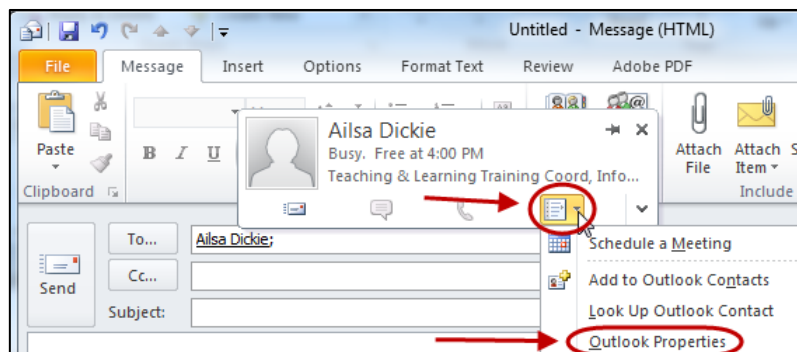 Untitled - Message (HTML)
File Message Insert Options Format Text Review Adobe PDF
Paste
B I U
Clipboard
Ailsa Dickie
Busy. Free at 4:00 PM
Teaching & Learning Training Coord, Info...
Attach File
Attach Item
Include
Send
To... Ailsa Dickie;
Cc...
Subject:
Schedule a Meeting
Add to Outlook Contacts
Look Up Outlook Contact
Outlook Properties